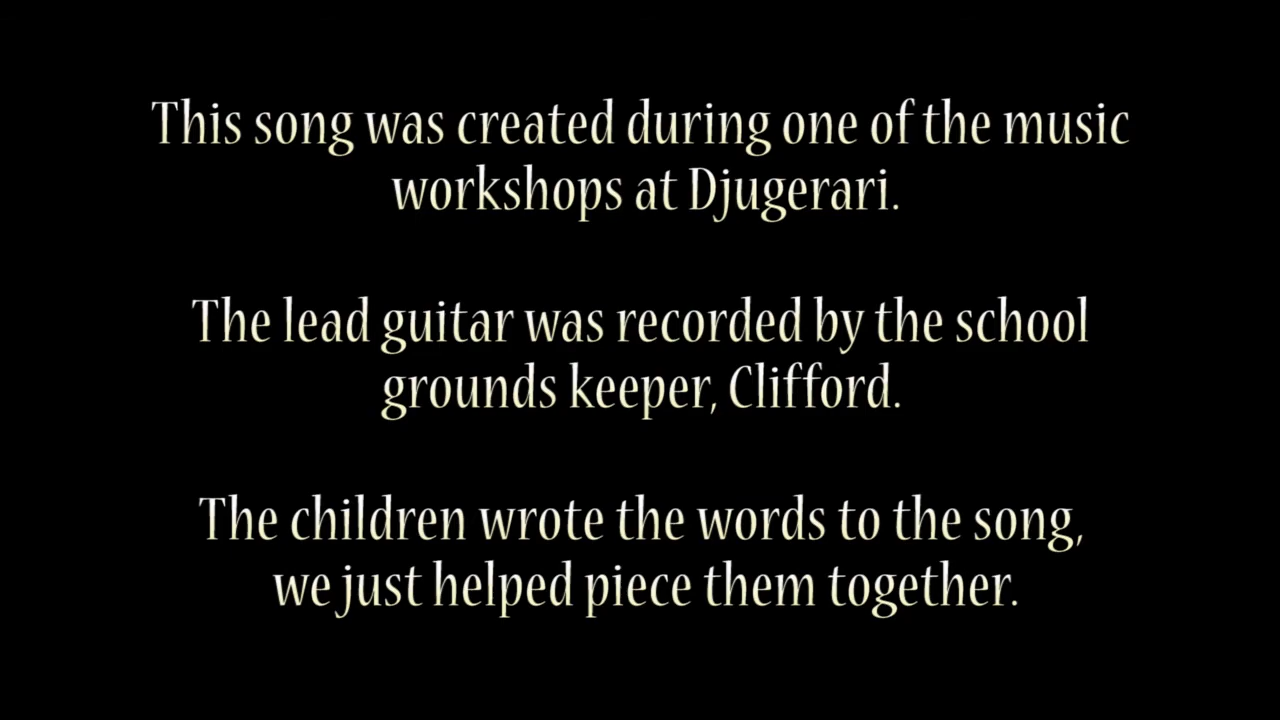 This song was created during one of the music
workshops at Djugerari.
The lead guitar was recorded by the school
grounds keeper, Clifford.
The children wrote the words to the song,
we just helped piece them together.